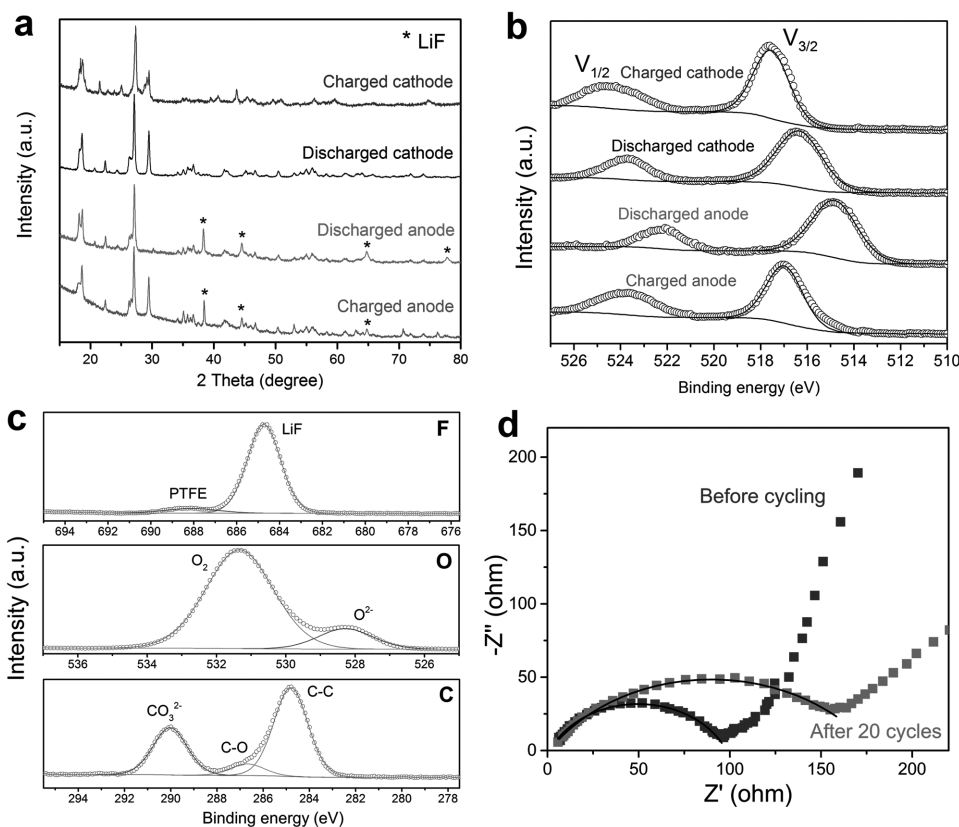 a
* LiF
Charged cathode
Discharged cathode
Discharged anode
Charged anode
* * * *
* * *
Intensity (a.u.)
20 30 40 50 60 70 80
2 Theta (degree)
b
V3/2
V1/2
Charged cathode
Discharged cathode
Discharged anode
Charged anode
Intensity (a.u.)
526 524 522 520 518 516 514 512 510
Binding energy (eV)
c
F
LiF
PTFE
694 692 690 688 686 684 682 680 678 676
O
O2
O2-
536 534 532 530 528 526
C
C-C
CO3 2-
C-O
294 292 290 288 286 284 282 280 278
Intensity (a.u.)
Binding energy (eV)
d
200
150
100
50
0
-Z'' (ohm)
Before cycling
After 20 cycles
0 50 100 150 200
Z' (ohm)